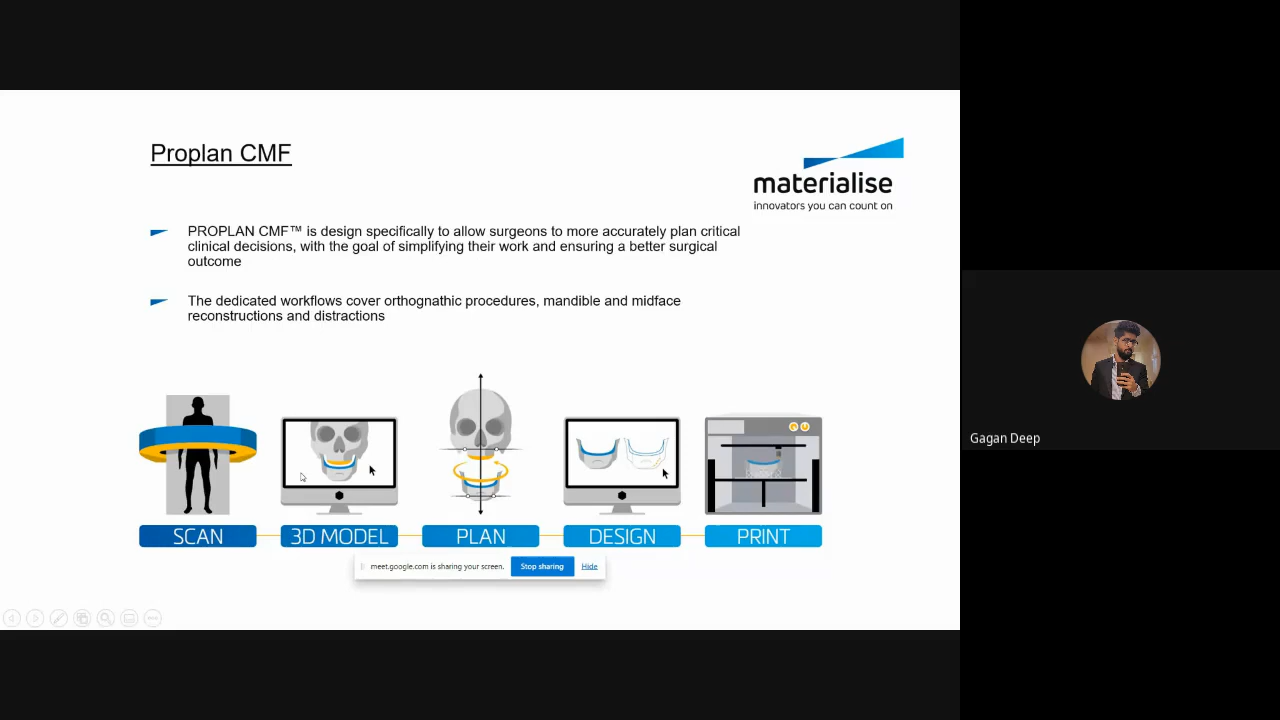 Proplan CMF
materialise
innovators you can count on
PROPLAN CMF™ is design specifically to allow surgeons to more accurately plan critical
clinical decisions, with the goal of simplifying their work and ensuring a better surgical
outcome
The dedicated workflows cover orthognathic procedures, mandible and midface
reconstructions and distractions
SCAN
3D MODEL
PLAN
DESIGN
PRINT
meet.google.com is sharing your screen.
Stop sharing
Hide
Gagan Deep